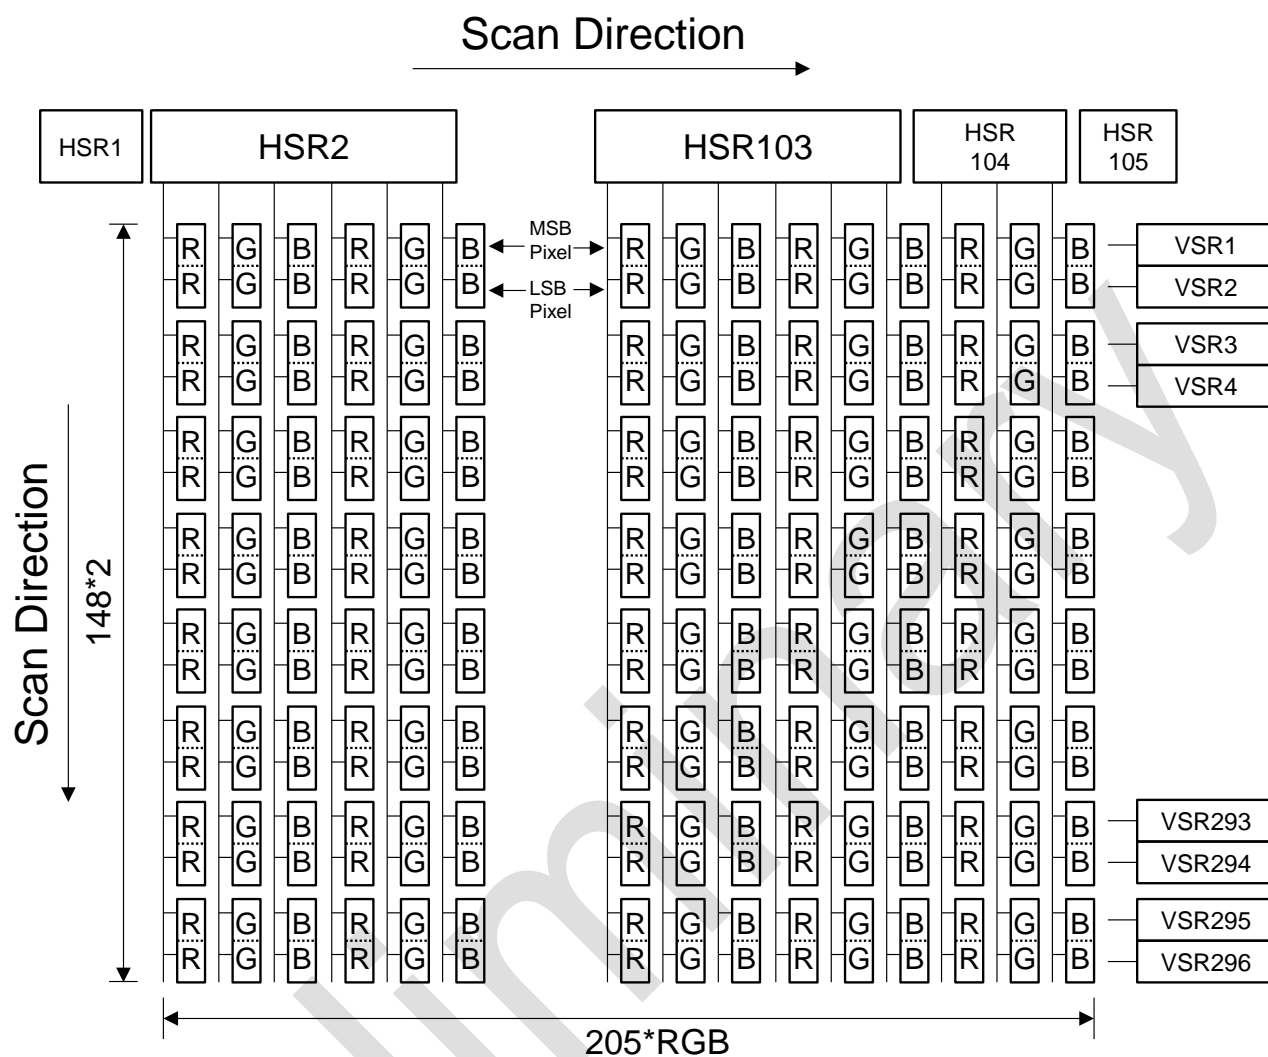 Scan Direction
HSR1 HSR2 HSR103 HSR 104 HSR 105
MSB Pixel
LSB Pixel
R G B R G B R G B R G B R G B VSR1
R G B R G B R G B R G B R G B VSR2
R G B R G B R G B R G B R G B VSR3
R G B R G B R G B R G B R G B VSR4
R G B R G B R G B R G B R G B
R G B R G B R G B R G B R G B
R G B R G B R G B R G B R G B
R G B R G B R G B R G B R G B
R G B R G B R G B R G B R G B
R G B R G B R G B R G B R G B
R G B R G B R G B R G B R G B
R G B R G B R G B R G B R G B
R G B R G B R G B R G B R G B VSR293
R G B R G B R G B R G B R G B VSR294
R G B R G B R G B R G B R G B VSR295
R G B R G B R G B R G B R G B VSR296
Scan Direction
148*2
205*RGB
liminary